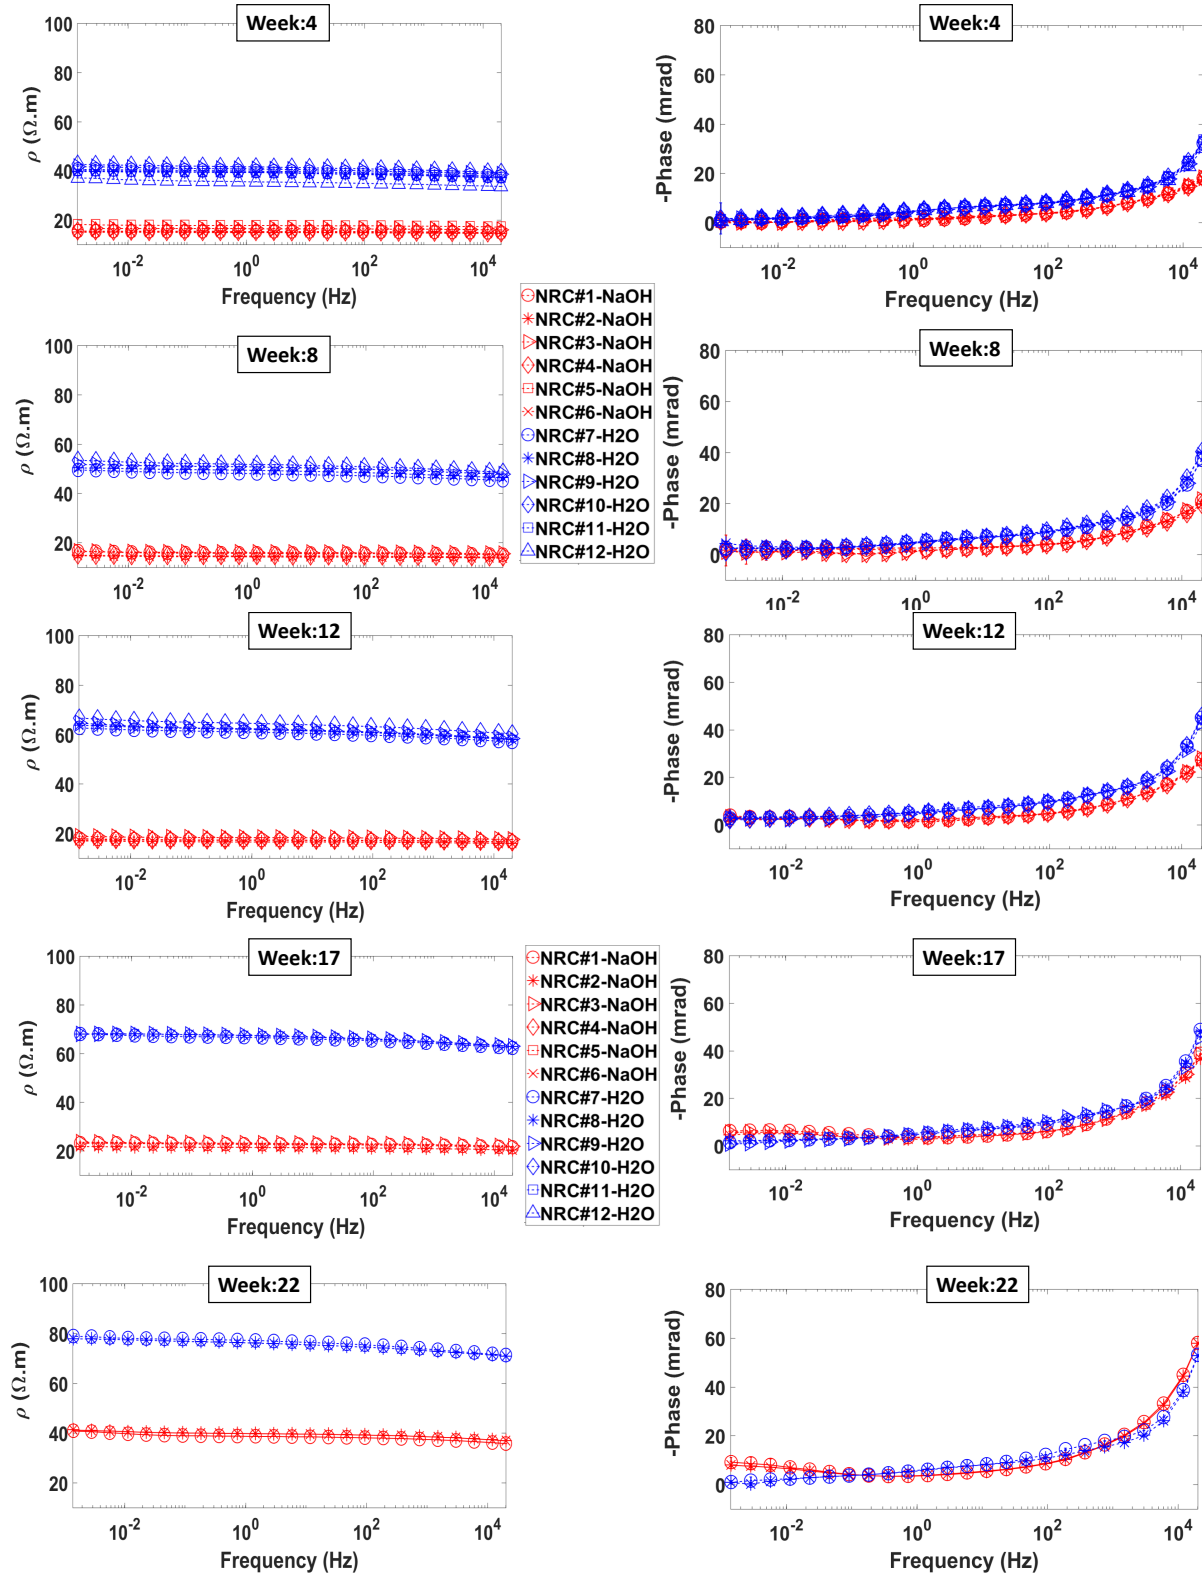 Week:4
100
80
60
40
20
ρ (Ω.m)
10⁻² 10⁰ 10² 10⁴
Frequency (Hz)
Week:4
80
60
40
20
0
-Phase (mrad)
10⁻² 10⁰ 10² 10⁴
Frequency (Hz)
NRC#1-NaOH
NRC#2-NaOH
NRC#3-NaOH
NRC#4-NaOH
NRC#5-NaOH
NRC#6-NaOH
NRC#7-H2O
NRC#8-H2O
NRC#9-H2O
NRC#10-H2O
NRC#11-H2O
NRC#12-H2O
Week:8
100
80
60
40
20
ρ (Ω.m)
10⁻² 10⁰ 10² 10⁴
Frequency (Hz)
Week:8
80
60
40
20
0
-Phase (mrad)
10⁻² 10⁰ 10² 10⁴
Frequency (Hz)
Week:12
100
80
60
40
20
ρ (Ω.m)
10⁻² 10⁰ 10² 10⁴
Frequency (Hz)
Week:12
80
60
40
20
0
-Phase (mrad)
10⁻² 10⁰ 10² 10⁴
Frequency (Hz)
Week:17
100
80
60
40
20
ρ (Ω.m)
10⁻² 10⁰ 10² 10⁴
Frequency (Hz)
NRC#1-NaOH
NRC#2-NaOH
NRC#3-NaOH
NRC#4-NaOH
NRC#5-NaOH
NRC#6-NaOH
NRC#7-H2O
NRC#8-H2O
NRC#9-H2O
NRC#10-H2O
NRC#11-H2O
NRC#12-H2O
Week:17
80
60
40
20
0
-Phase (mrad)
10⁻² 10⁰ 10² 10⁴
Frequency (Hz)
Week:22
100
80
60
40
20
ρ (Ω.m)
10⁻² 10⁰ 10² 10⁴
Frequency (Hz)
Week:22
80
60
40
20
0
-Phase (mrad)
10⁻² 10⁰ 10² 10⁴
Frequency (Hz)